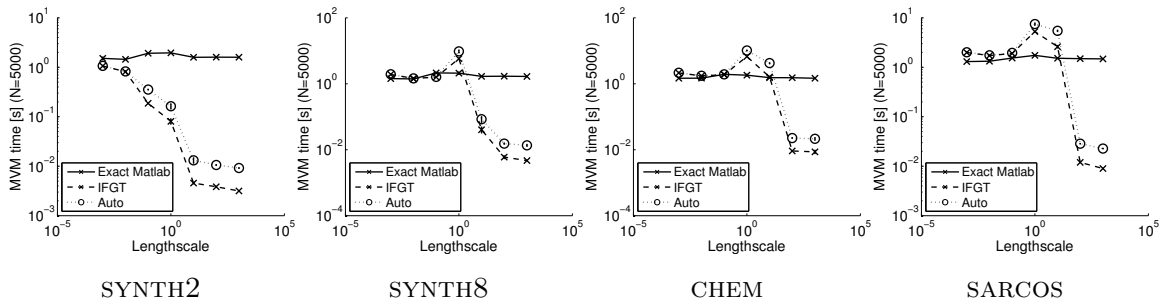 10^1
10^0
10^-1
10^-2
10^-3
MVM time [s] (N=5000)
Exact Matlab
IFGT
Auto
10^-5
10^0
10^5
Lengthscale
SYNTH2
10^2
10^0
10^-2
10^-4
MVM time [s] (N=5000)
Exact Matlab
IFGT
Auto
10^-5
10^0
10^5
Lengthscale
SYNTH8
10^2
10^0
10^-2
10^-4
MVM time [s] (N=5000)
Exact Matlab
IFGT
Auto
10^-5
10^0
10^5
Lengthscale
CHEM
10^1
10^0
10^-1
10^-2
10^-3
MVM time [s] (N=5000)
Exact Matlab
IFGT
Auto
10^-5
10^0
10^5
Lengthscale
SARCOS